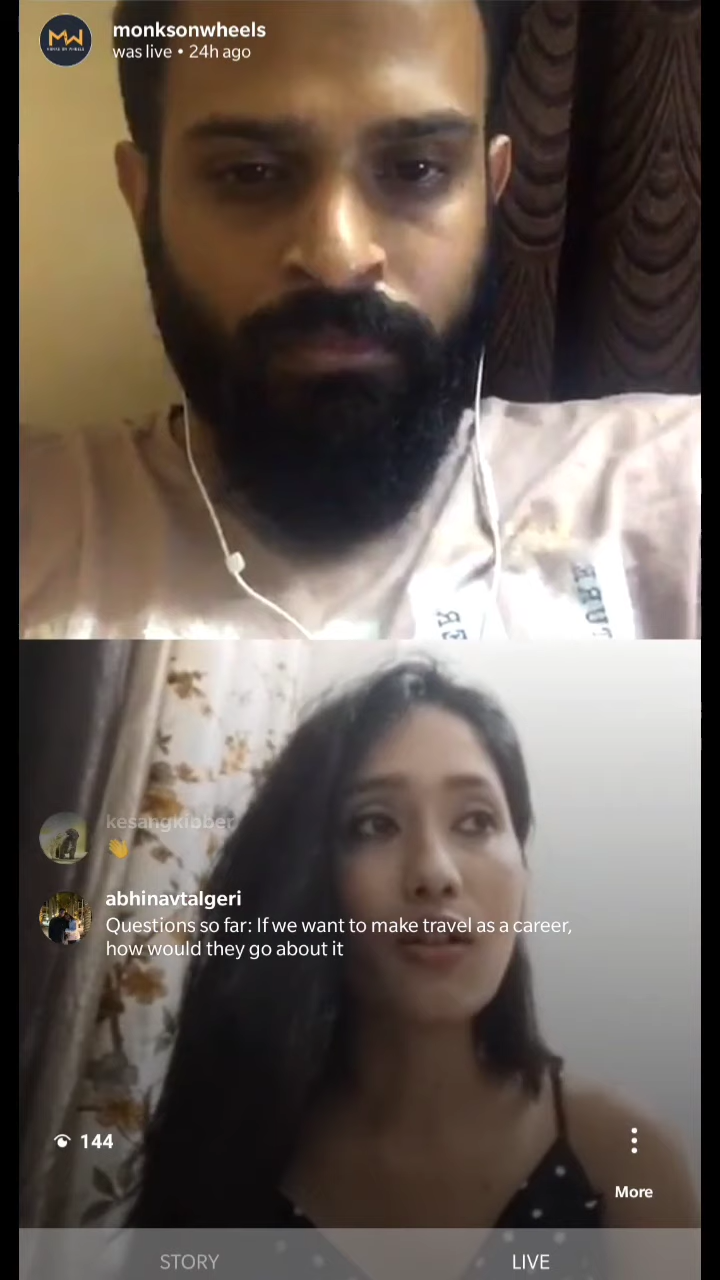 MW
monksonwheels
was live • 24h ago
kesangkibber
👋
abhinavtalgeri
Questions so far: If we want to make travel as a career,
how would they go about it
144
More
STORY
LIVE